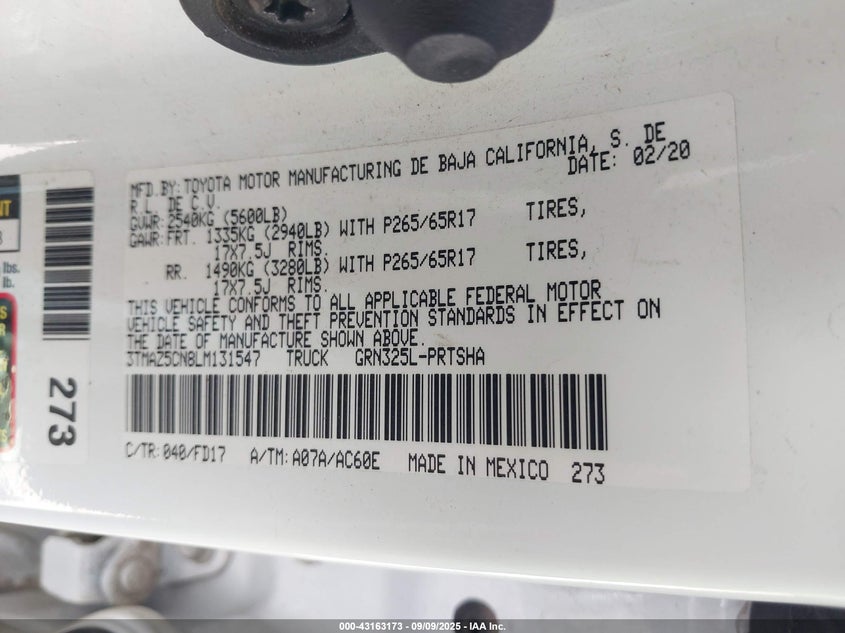 MFD.BY:TOYOTA MOTOR MANUFACTURING DE BAJA CALIFORNIA, S. DE
R.L. DE C.V. DATE: 02/20
GVWR: 2540KG (5600LB)
GAWR:FRT. 1335KG (2940LB) WITH P265/65R17 TIRES,
17X7.5J RIMS.
RR. 1490KG (3280LB) WITH P265/65R17 TIRES,
17X7.5J RIMS.
THIS VEHICLE CONFORMS TO ALL APPLICABLE FEDERAL MOTOR
VEHICLE SAFETY AND THEFT PREVENTION STANDARDS IN EFFECT ON
THE DATE OF MANUFACTURE SHOWN ABOVE.
3TMAZ5CN8LM131547 TRUCK GRN325L-PRTSHA
C/TR: 040/FD17 A/TM: A07A/AC60E MADE IN MEXICO 273
273
lbs.
lb.
000-43163173 - 09/09/2025 - IAA Inc.